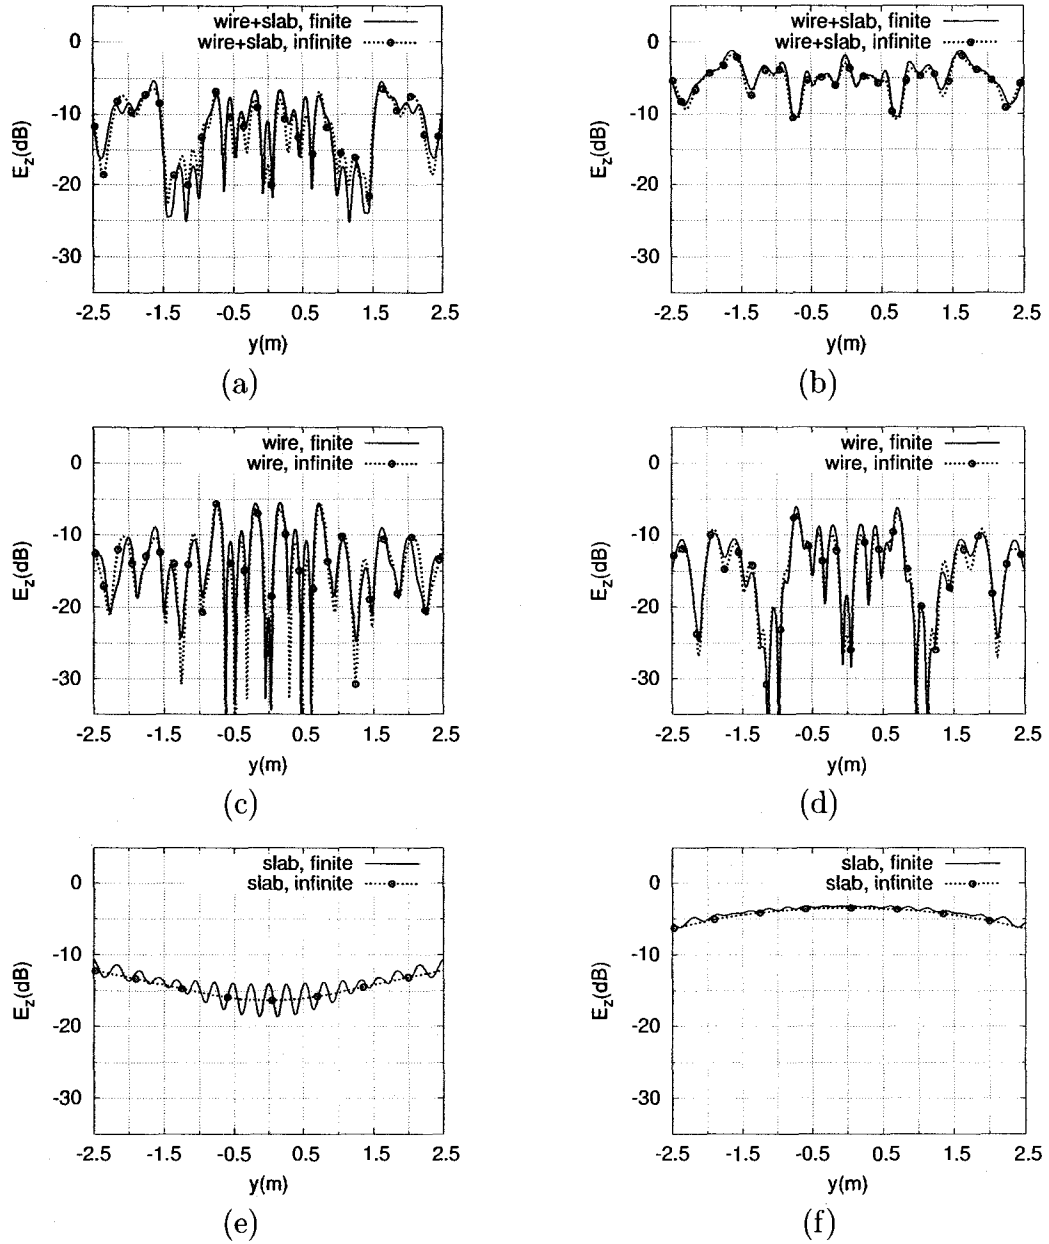 wire+slab, finite
wire+slab, infinite
0
-10
-20
-30
E_z(dB)
-2.5 -1.5 -0.5 0.5 1.5 2.5
y(m)
(a)
wire+slab, finite
wire+slab, infinite
0
-10
-20
-30
E_z(dB)
-2.5 -1.5 -0.5 0.5 1.5 2.5
y(m)
(b)
wire, finite
wire, infinite
0
-10
-20
-30
E_z(dB)
-2.5 -1.5 -0.5 0.5 1.5 2.5
y(m)
(c)
wire, finite
wire, infinite
0
-10
-20
-30
E_z(dB)
-2.5 -1.5 -0.5 0.5 1.5 2.5
y(m)
(d)
slab, finite
slab, infinite
0
-10
-20
-30
E_z(dB)
-2.5 -1.5 -0.5 0.5 1.5 2.5
y(m)
(e)
slab, finite
slab, infinite
0
-10
-20
-30
E_z(dB)
-2.5 -1.5 -0.5 0.5 1.5 2.5
y(m)
(f)